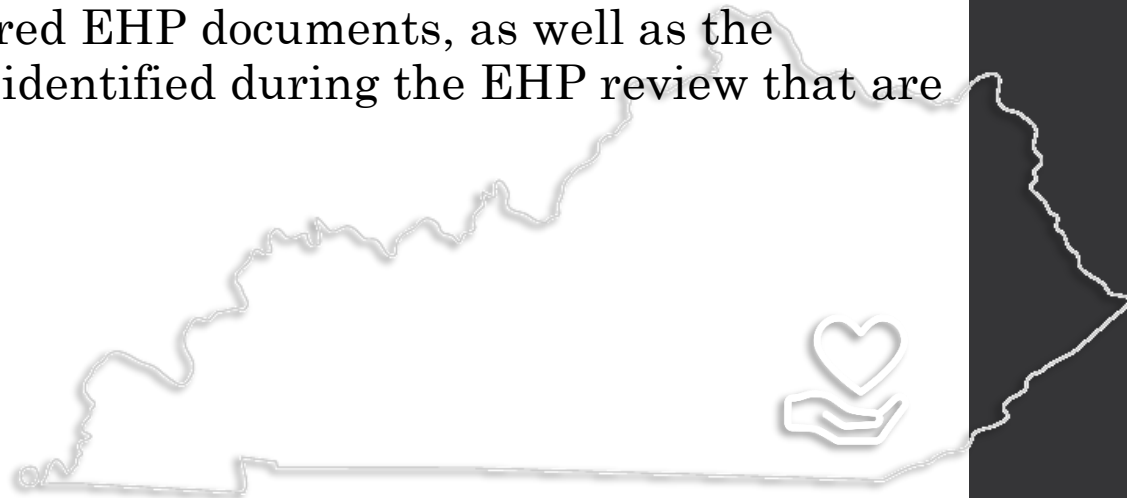 red EHP documents, as well as the
identified during the EHP review that are